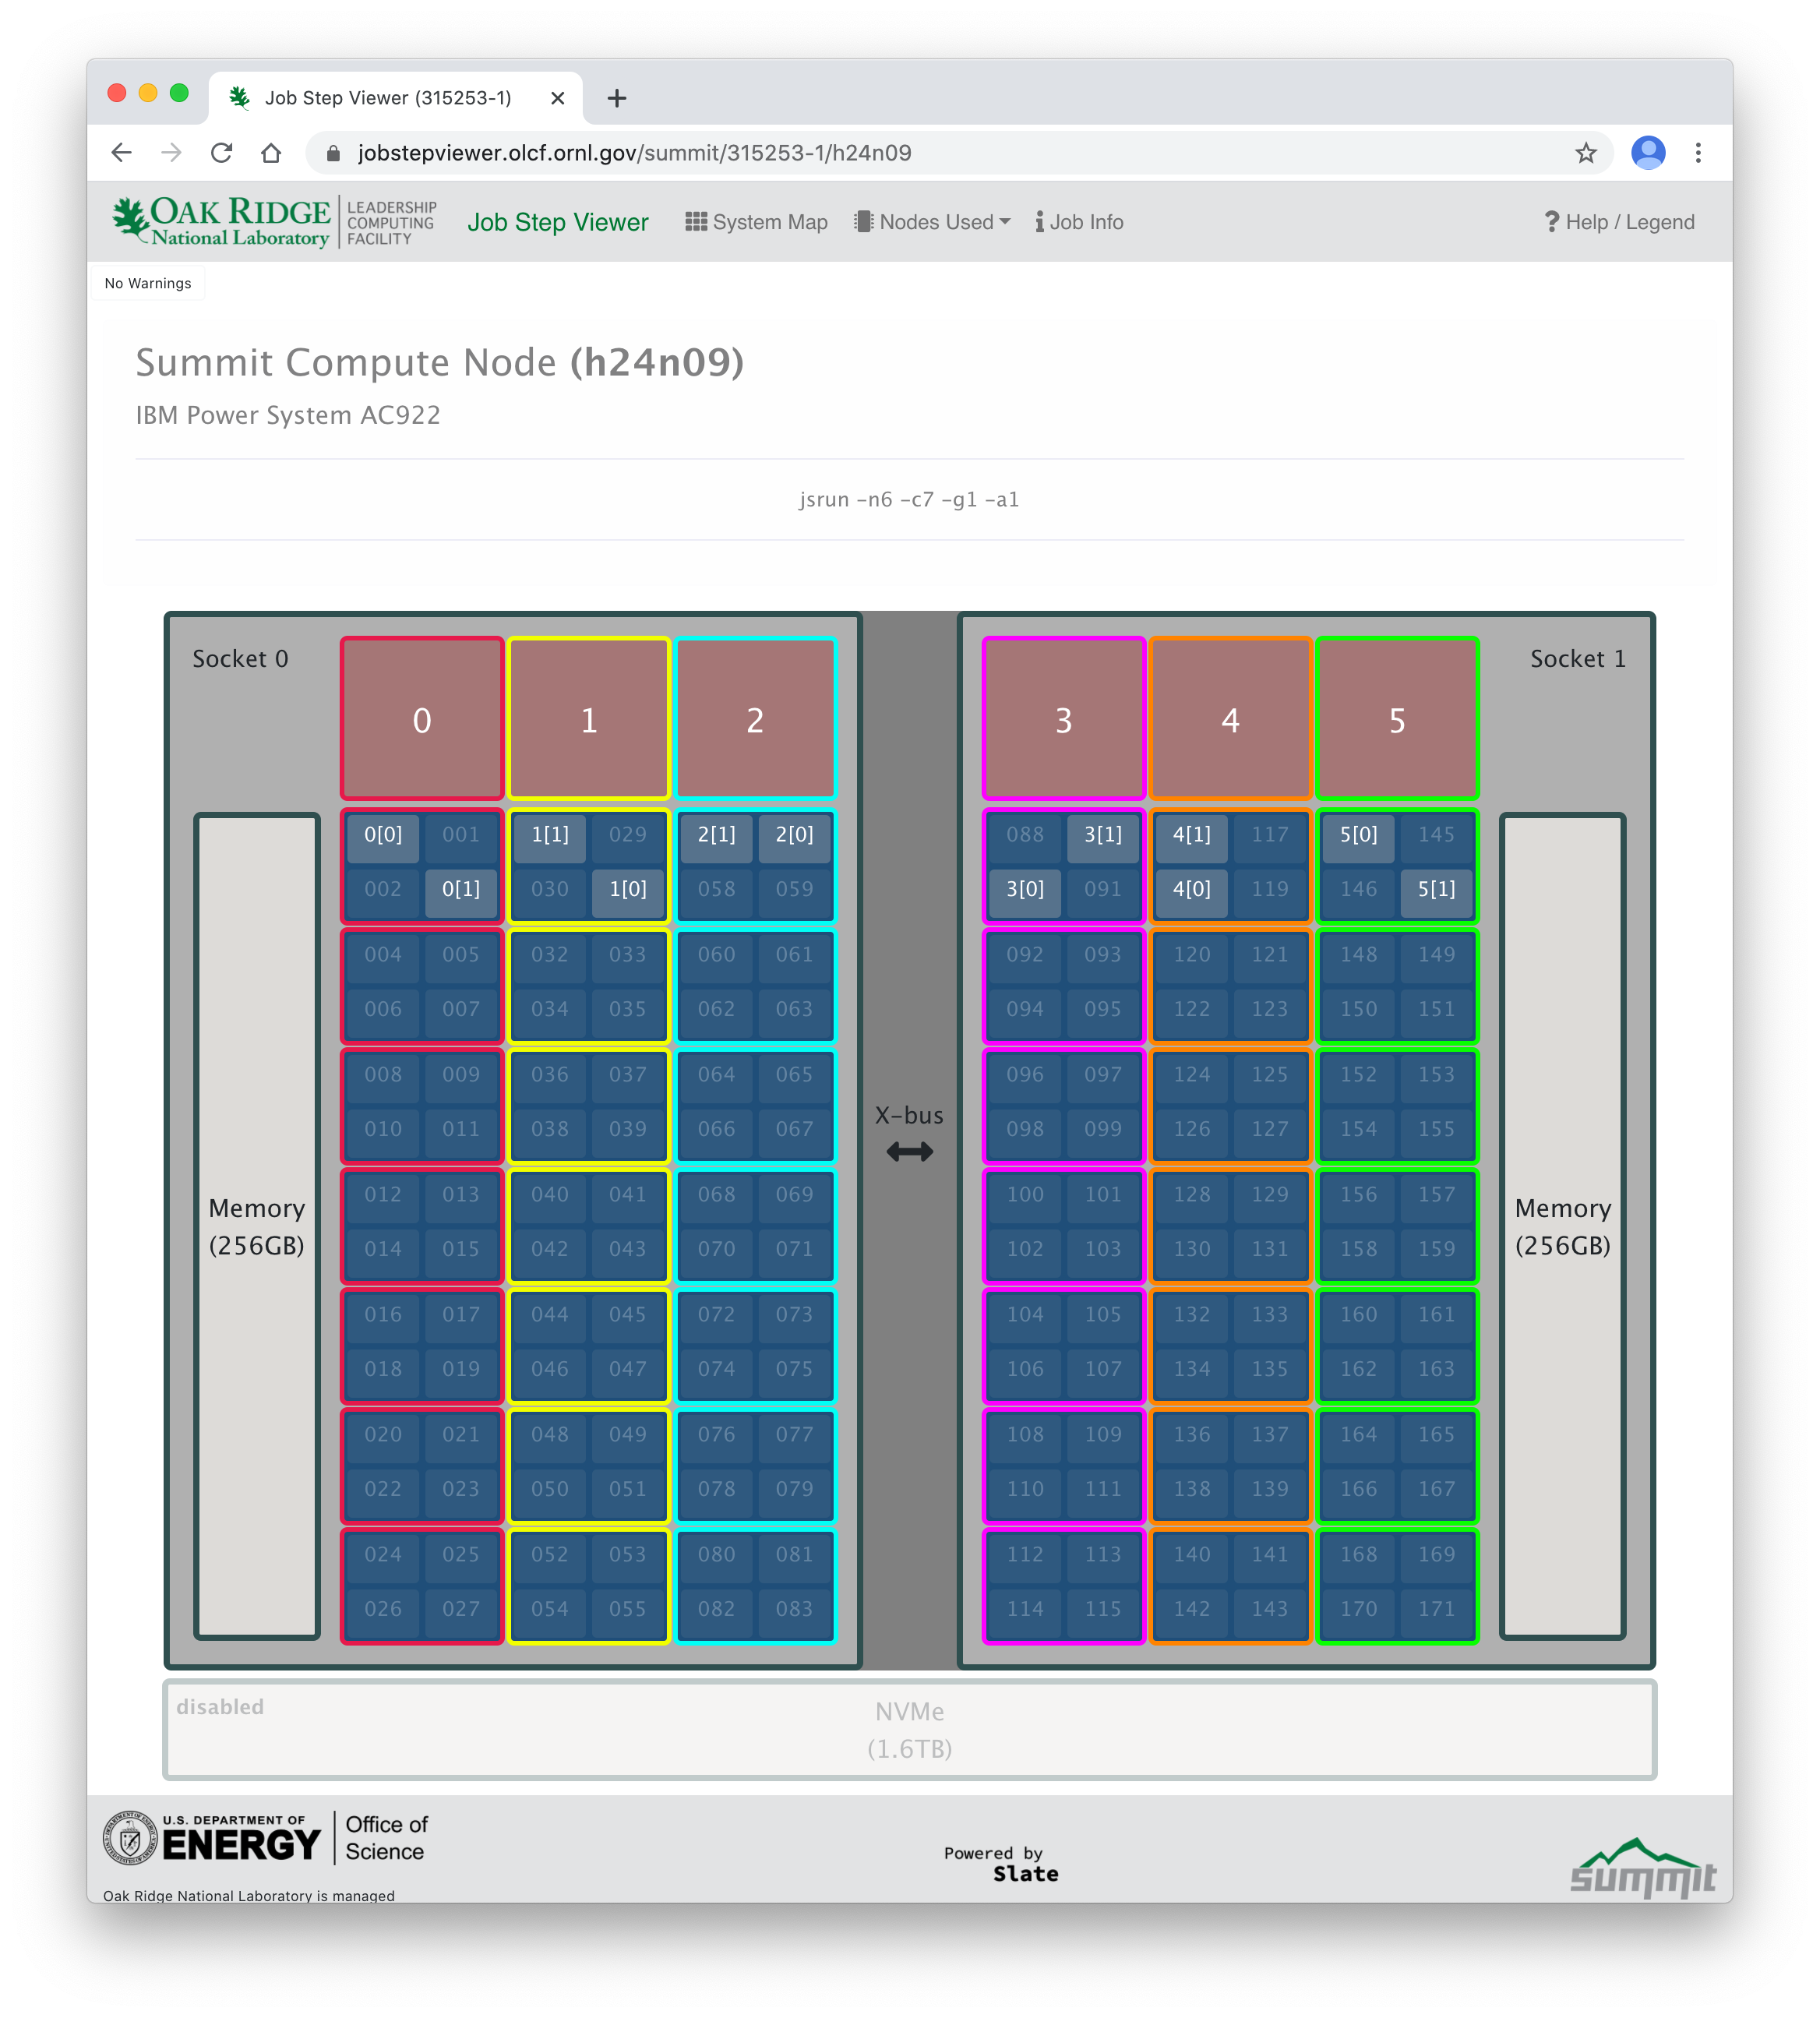 Job Step Viewer (315253-1)
jobstepviewer.olcf.ornl.gov/summit/315253-1/h24n09
OAK RIDGE National Laboratory LEADERSHIP COMPUTING FACILITY Job Step Viewer System Map Nodes Used Job Info ? Help / Legend
No Warnings
Summit Compute Node (h24n09)
IBM Power System AC922
jsrun -n6 -c7 -g1 -a1
Socket 0 Socket 1
0 1 2 3 4 5
0[0] 001 1[1] 029 2[1] 2[0] 088 3[1] 4[1] 117 5[0] 145
002 0[1] 030 1[0] 058 059 3[0] 091 4[0] 119 146 5[1]
004 005 032 033 060 061 092 093 120 121 148 149
006 007 034 035 062 063 094 095 122 123 150 151
008 009 036 037 064 065 096 097 124 125 152 153
X-bus
010 011 038 039 066 067 098 099 126 127 154 155
012 013 040 041 068 069 100 101 128 129 156 157
Memory Memory
(256GB) (256GB)
014 015 042 043 070 071 102 103 130 131 158 159
016 017 044 045 072 073 104 105 132 133 160 161
018 019 046 047 074 075 106 107 134 135 162 163
020 021 048 049 076 077 108 109 136 137 164 165
022 023 050 051 078 079 110 111 138 139 166 167
024 025 052 053 080 081 112 113 140 141 168 169
026 027 054 055 082 083 114 115 142 143 170 171
disabled
NVMe
(1.6TB)
U.S. DEPARTMENT OF
ENERGY
Office of
Science
Powered by
Slate
summit
Oak Ridge National Laboratory is managed